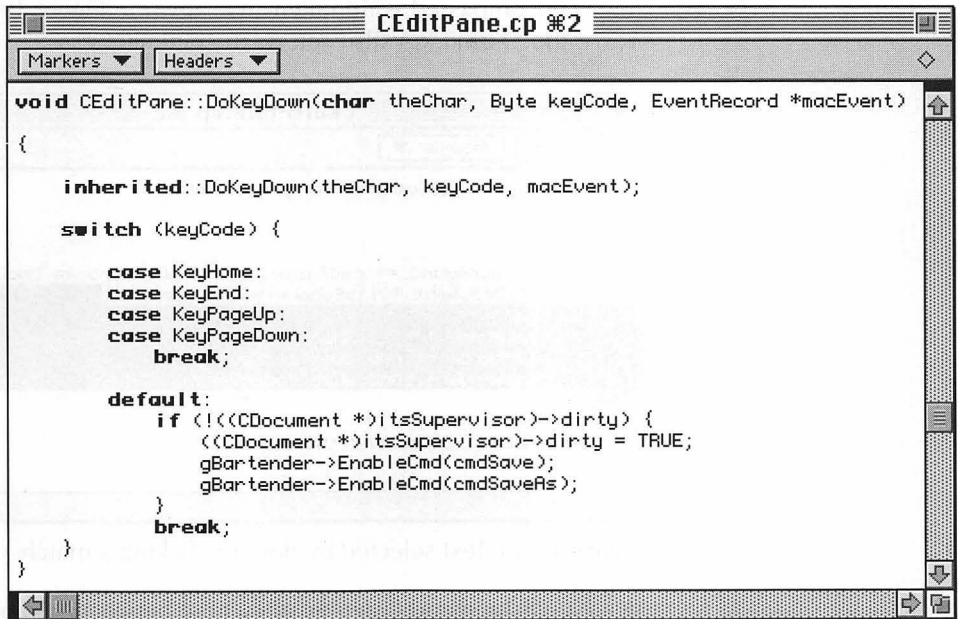 CEditPane.cp ⌘2
Markers ▼ Headers ▼
void CEditPane::DoKeyDown(char theChar, Byte keyCode, EventRecord *macEvent)
{
inherited::DoKeyDown(theChar, keyCode, macEvent);
switch (keyCode) {
case KeyHome:
case KeyEnd:
case KeyPageUp:
case KeyPageDown:
break;
default:
if (!((CDocument *)itsSupervisor)->dirty) {
((CDocument *)itsSupervisor)->dirty = TRUE;
gBartender->EnableCmd(cmdSave);
gBartender->EnableCmd(cmdSaveAs);
}
break;
}
}